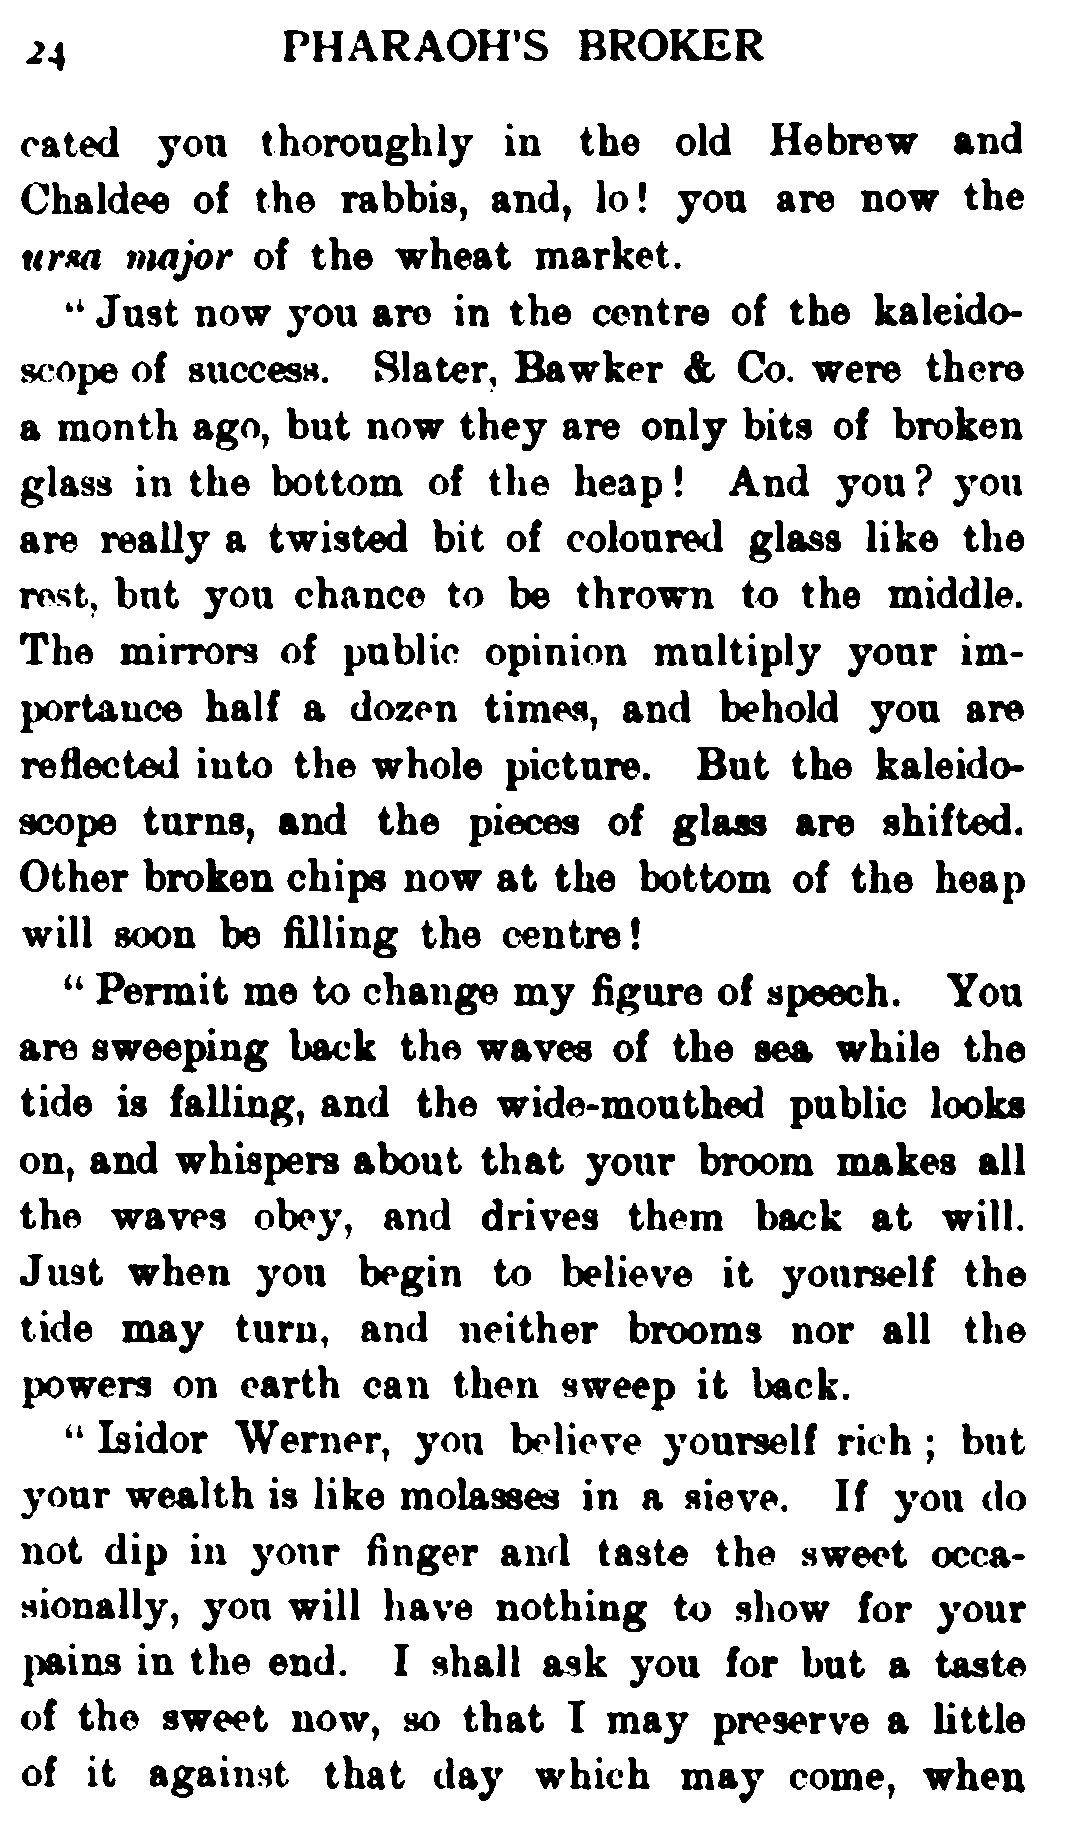 24 PHARAOH'S BROKER
cated you thoroughly in the old Hebrew and
Chaldee of the rabbis, and, lo! you are now the
ursa major of the wheat market.
“Just now you are in the centre of the kaleido-
scope of success. Slater, Bawker & Co. were there
a month ago, but now they are only bits of broken
glass in the bottom of the heap! And you? you
are really a twisted bit of coloured glass like the
rest, but you chance to be thrown to the middle.
The mirrors of public opinion multiply your im-
portance half a dozen times, and behold you are
reflected into the whole picture. But the kaleido-
scope turns, and the pieces of glass are shifted.
Other broken chips now at the bottom of the heap
will soon be filling the centre!
“Permit me to change my figure of speech. You
are sweeping back the waves of the sea while the
tide is falling, and the wide-mouthed public looks
on, and whispers about that your broom makes all
the waves obey, and drives them back at will.
Just when you begin to believe it yourself the
tide may turn, and neither brooms nor all the
powers on earth can then sweep it back.
“Isidor Werner, you believe yourself rich; but
your wealth is like molasses in a sieve. If you do
not dip in your finger and taste the sweet occa-
sionally, you will have nothing to show for your
pains in the end. I shall ask you for but a taste
of the sweet now, so that I may preserve a little
of it against that day which may come, when